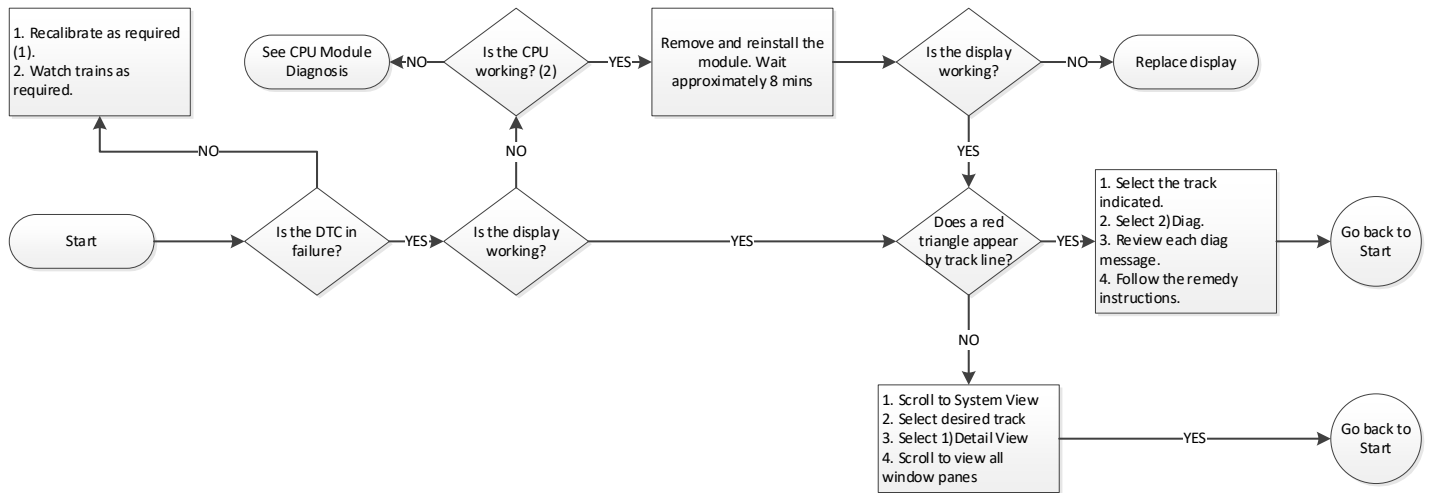 1. Recalibrate as required
(1).
2. Watch trains as
required.
See CPU Module
Diagnosis
NO
Is the CPU
working? (2)
YES
Remove and reinstall the
module. Wait
approximately 8 mins
Is the display
working?
NO
Replace display
NO
NO
YES
Start
Is the DTC in
failure?
YES
Is the display
working?
YES
Does a red
triangle appear
by track line?
YES
1. Select the track
indicated.
2. Select 2)Diag.
3. Review each diag
message.
4. Follow the remedy
instructions.
Go back to
Start
NO
1. Scroll to System View
2. Select desired track
3. Select 1)Detail View
4. Scroll to view all
window panes
YES
Go back to
Start